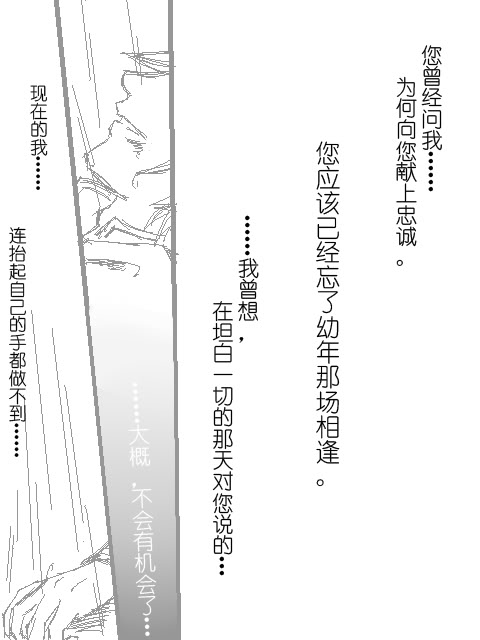 您曾经问我……
为何向您献上忠诚。
您应该已经忘了幼年那场相逢。
……我曾想，
在坦白一切的那天对您说的…
……大概，不会有机会了…
现在的我……
连抬起自己的手都做不到……